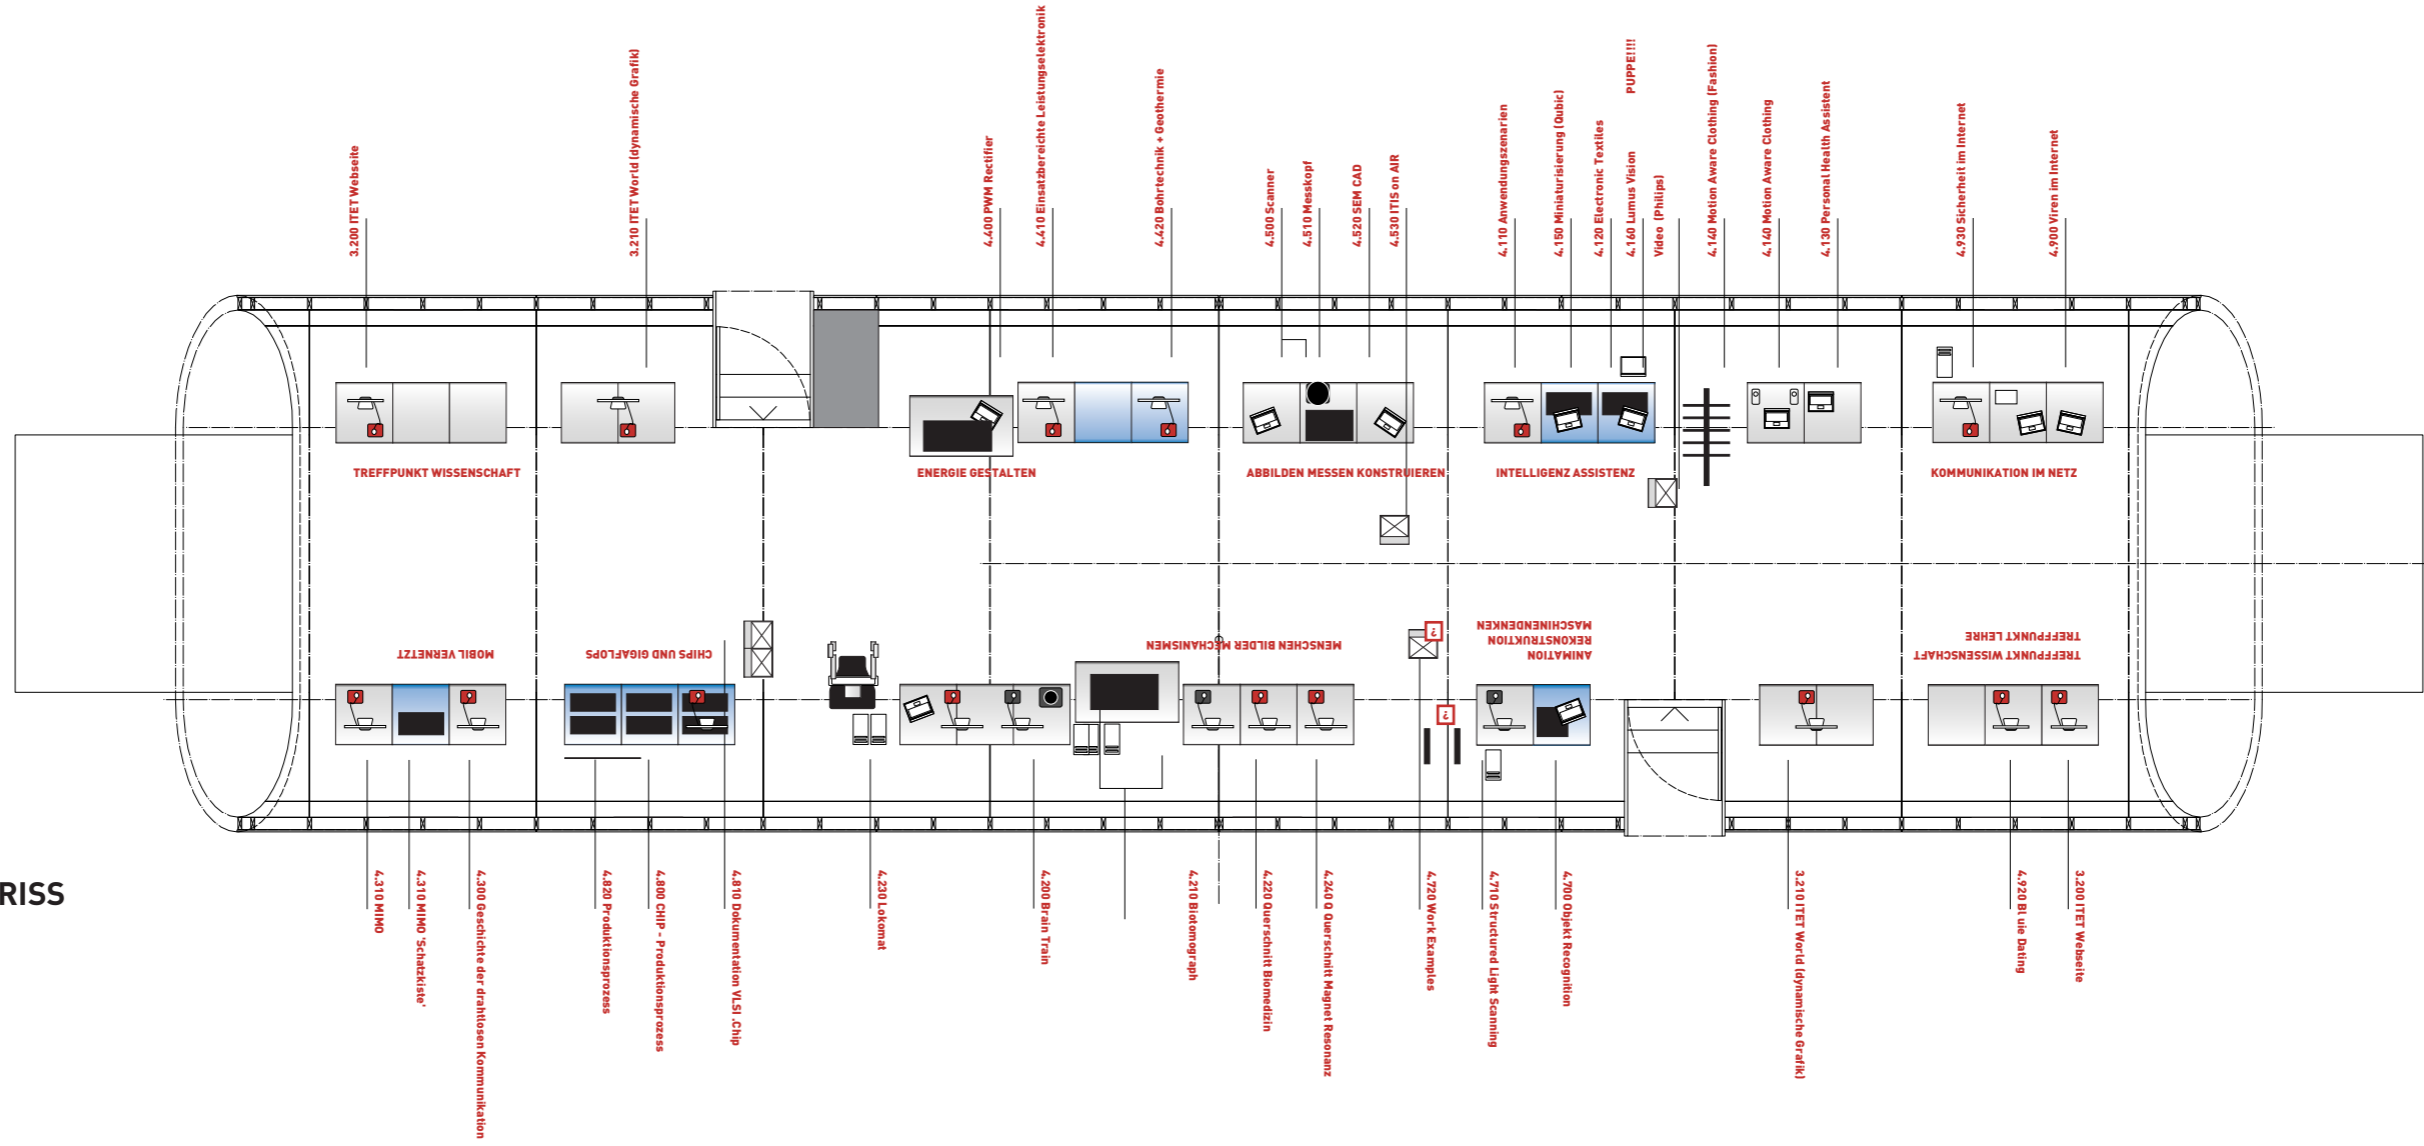 3.200 ITET Webseite
3.210 ITET World (dynamische Grafik)
4.400 PWM Rectifier
4.410 Einsatzbereichte Leistungselektronik
4.420 Bohrtechnik + Geothermie
4.500 Scanner
4.510 Messkopf
4.520 SEM CAD
4.530 ITIS on AIR
4.110 Anwendungszenarien
4.150 Miniaturisierung (Qubic)
4.120 Electronic Textiles
4.160 Lumus Vision PUPPE!!!!
Video (Philips)
4.140 Motion Aware Clothing (Fashion)
4.140 Motion Aware Clothing
4.130 Personal Health Assistent
4.930 Sicherheit im Internet
4.900 Viren im Internet
TREFFPUNKT WISSENSCHAFT
ENERGIE GESTALTEN
ABBILDEN MESSEN KONSTRUIEREN
INTELLIGENZ ASSISTENZ
KOMMUNIKATION IM NETZ
MOBIL VERNETZT
CHIPS UND GIGAFLOPS
MENSCHEN BILDER MECHANISMEN
?
?
ANIMATION
REKONSTRUKTION
MASCHINENDENKEN
TREFFPUNKT WISSENSCHAFT
TREFFPUNKT LEHRE
RISS
4.310 MIMO
4.310 MIMO 'Schatzkiste'
4.300 Geschichte der drahtlosen Kommunikation
4.820 Produktionsprozess
4.800 CHIP - Produktionsprozess
4.810 Dokumentation VLSI .Chip
4.230 Lokomat
4.200 Brain Train
4.210 Biotomograph
4.220 Querschnitt Biomedizin
4.240 Q Querschnitt Magnet Resonanz
4.720 Work Examples
4.710 Structured Light Scanning
4.700 Objekt Recognition
3.210 ITET World (dynamische Grafik)
4.920 Bl uie Dating
3.200 ITET Webseite